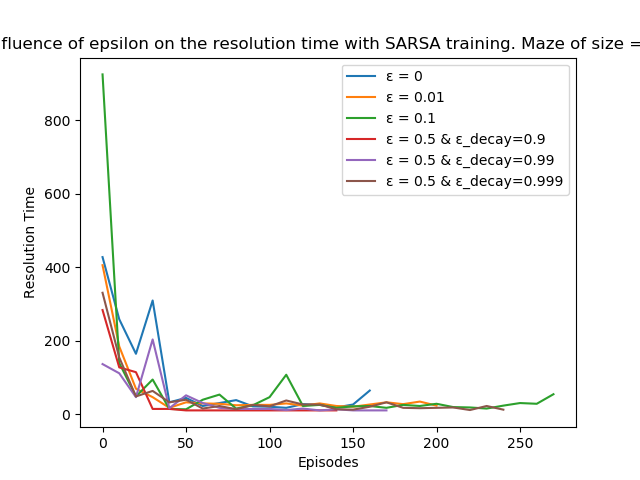 fluence of epsilon on the resolution time with SARSA training. Maze of size =
ε = 0
ε = 0.01
ε = 0.1
ε = 0.5 & ε_decay=0.9
ε = 0.5 & ε_decay=0.99
ε = 0.5 & ε_decay=0.999
Resolution Time
800
600
400
200
0
0 50 100 150 200 250
Episodes